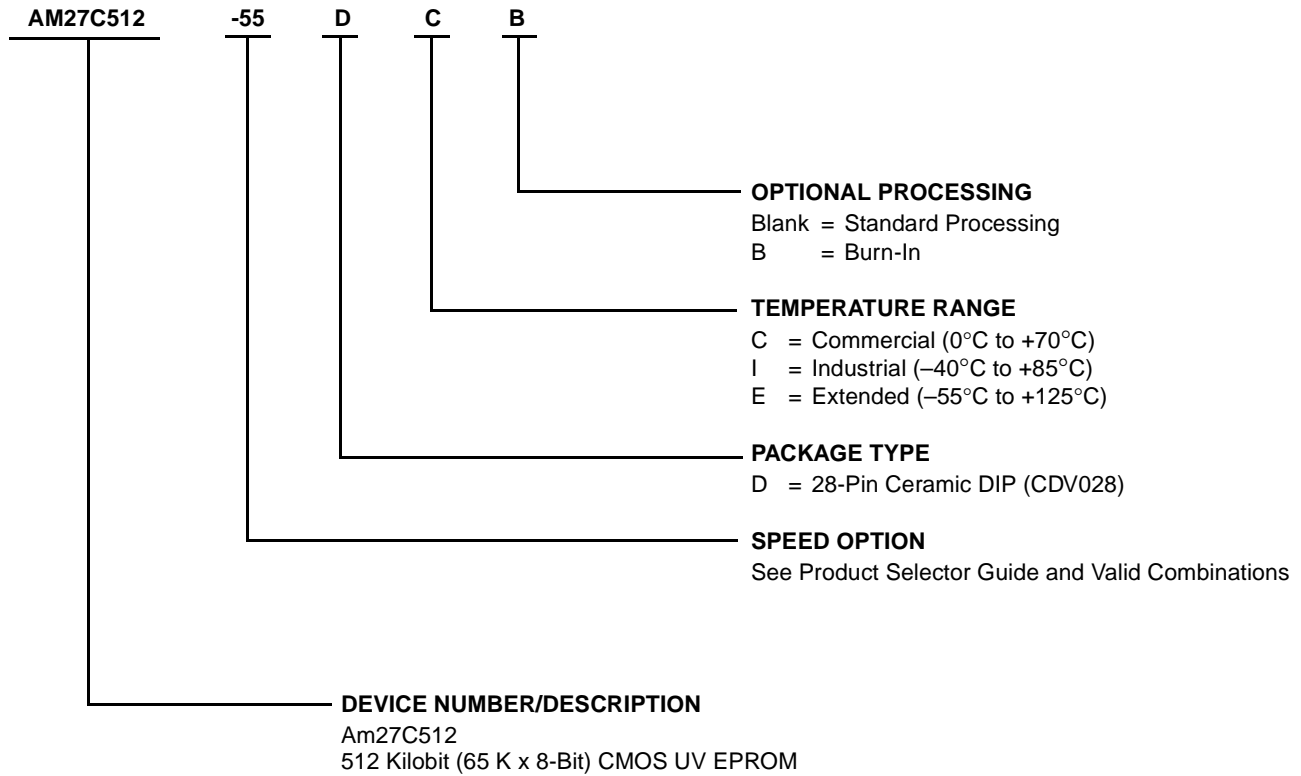 AM27C512 -55 D C B
OPTIONAL PROCESSING
Blank = Standard Processing
B = Burn-In
TEMPERATURE RANGE
C = Commercial (0°C to +70°C)
I = Industrial (–40°C to +85°C)
E = Extended (–55°C to +125°C)
PACKAGE TYPE
D = 28-Pin Ceramic DIP (CDV028)
SPEED OPTION
See Product Selector Guide and Valid Combinations
DEVICE NUMBER/DESCRIPTION
Am27C512
512 Kilobit (65 K x 8-Bit) CMOS UV EPROM